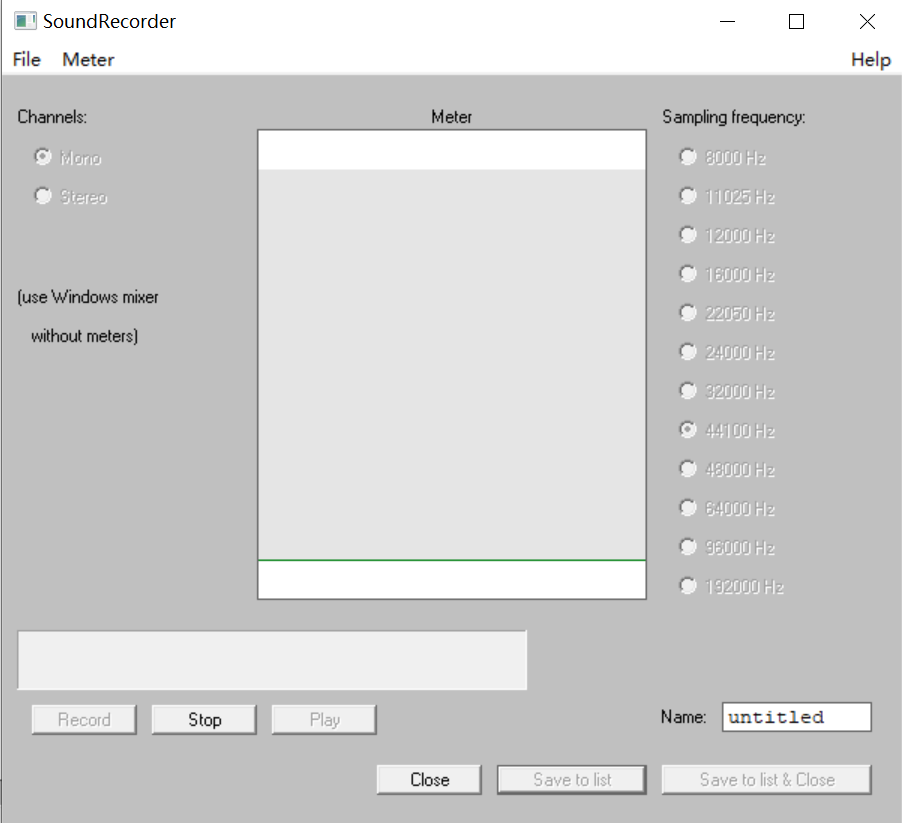 SoundRecorder
File Meter Help
Channels:
Mono
Stereo
(use Windows mixer
without meters)
Meter
Sampling frequency:
8000 Hz
11025 Hz
12000 Hz
16000 Hz
22050 Hz
24000 Hz
32000 Hz
44100 Hz
48000 Hz
64000 Hz
96000 Hz
192000 Hz
Record Stop Play
Name: untitled
Close Save to list Save to list & Close